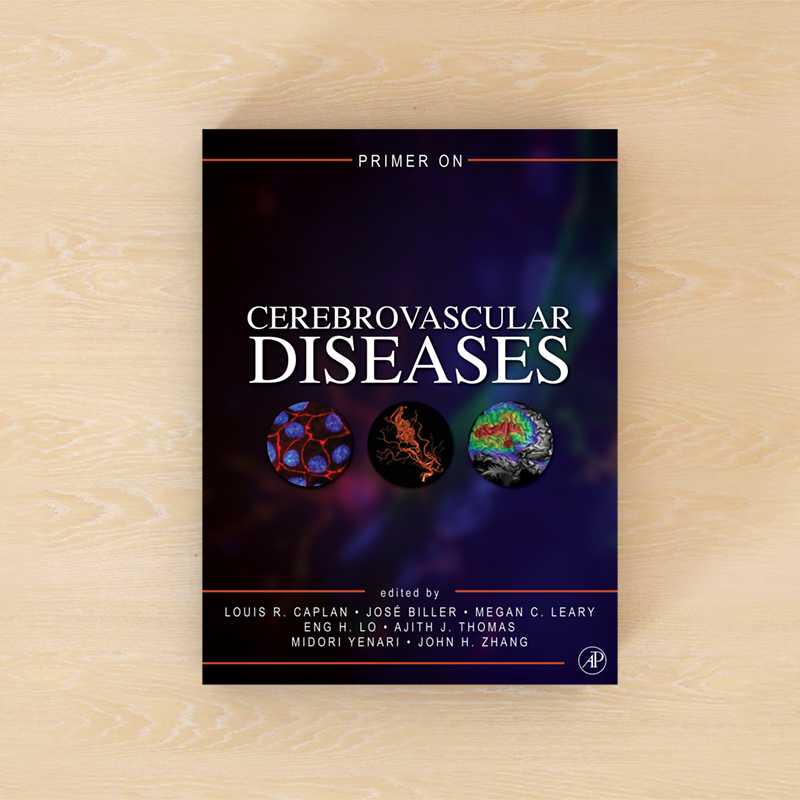 PRIMER ON
CEREBROVASCULAR
DISEASES
edited by
LOUIS R. CAPLAN • JOSÉ BILLER • MEGAN C. LEARY
ENG H. LO • AJITH J. THOMAS
MIDORI YENARI • JOHN H. ZHANG
AP